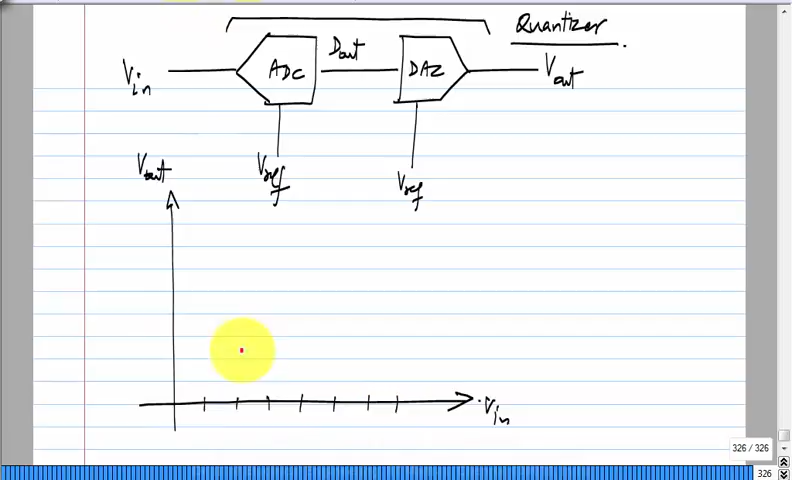 Quantizer
Vin ADC Dout DAC Vout
Vref Vref
Vout
Vin
326 / 326
326